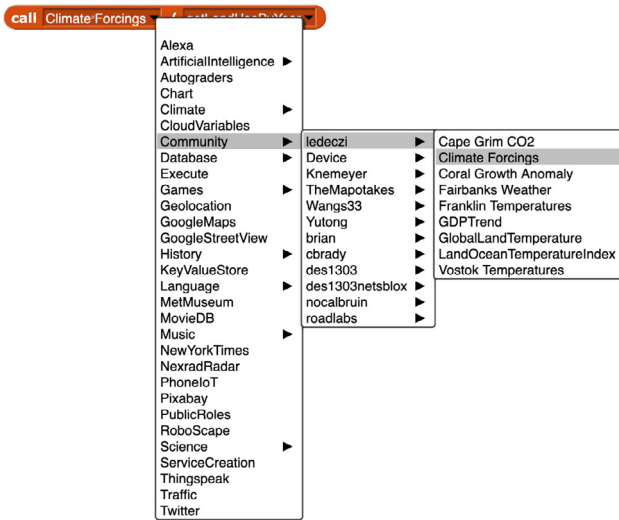 call Climate Forcings / getLandUseByYear
Alexa
ArtificialIntelligence
Autograders
Chart
Climate
CloudVariables
Community
Database
Execute
Games
Geolocation
GoogleMaps
GoogleStreetView
History
KeyValueStore
Language
MetMuseum
MovieDB
Music
NewYorkTimes
NexradRadar
PhoneIoT
Pixabay
PublicRoles
RoboScape
Science
ServiceCreation
Thingspeak
Traffic
Twitter
ledeczi
Device
Knemeyer
TheMapotakes
Wangs33
Yutong
brian
cbrady
des1303
des1303netsblox
nocalbruin
roadlabs
Cape Grim CO2
Climate Forcings
Coral Growth Anomaly
Fairbanks Weather
Franklin Temperatures
GDPTrend
GlobalLandTemperature
LandOceanTemperatureIndex
Vostok Temperatures